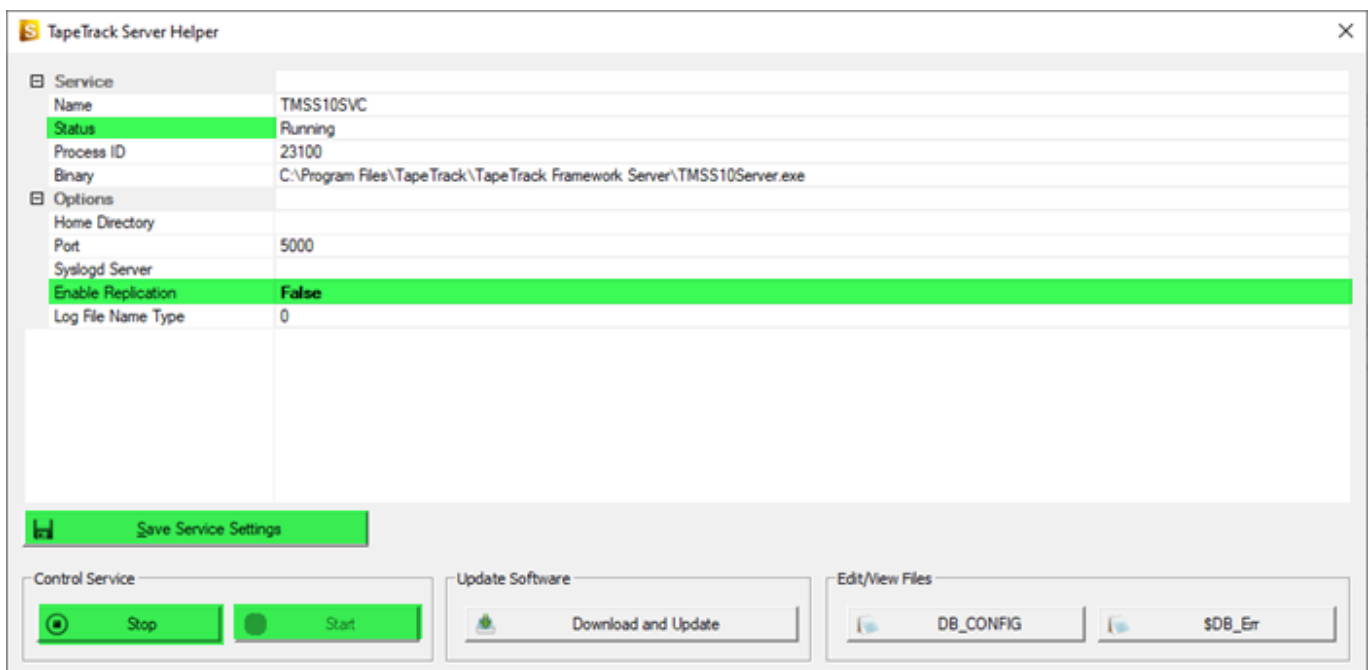 TapeTrack Server Helper
Service
Name TMSS10SVC
Status Running
Process ID 23100
Binary C:\Program Files\TapeTrack\TapeTrack Framework Server\TMSS10Server.exe
Options
Home Directory
Port 5000
Syslogd Server
Enable Replication False
Log File Name Type 0
Save Service Settings
Control Service Update Software Edit/View Files
Stop Start Download and Update DB_CONFIG $DB_Err